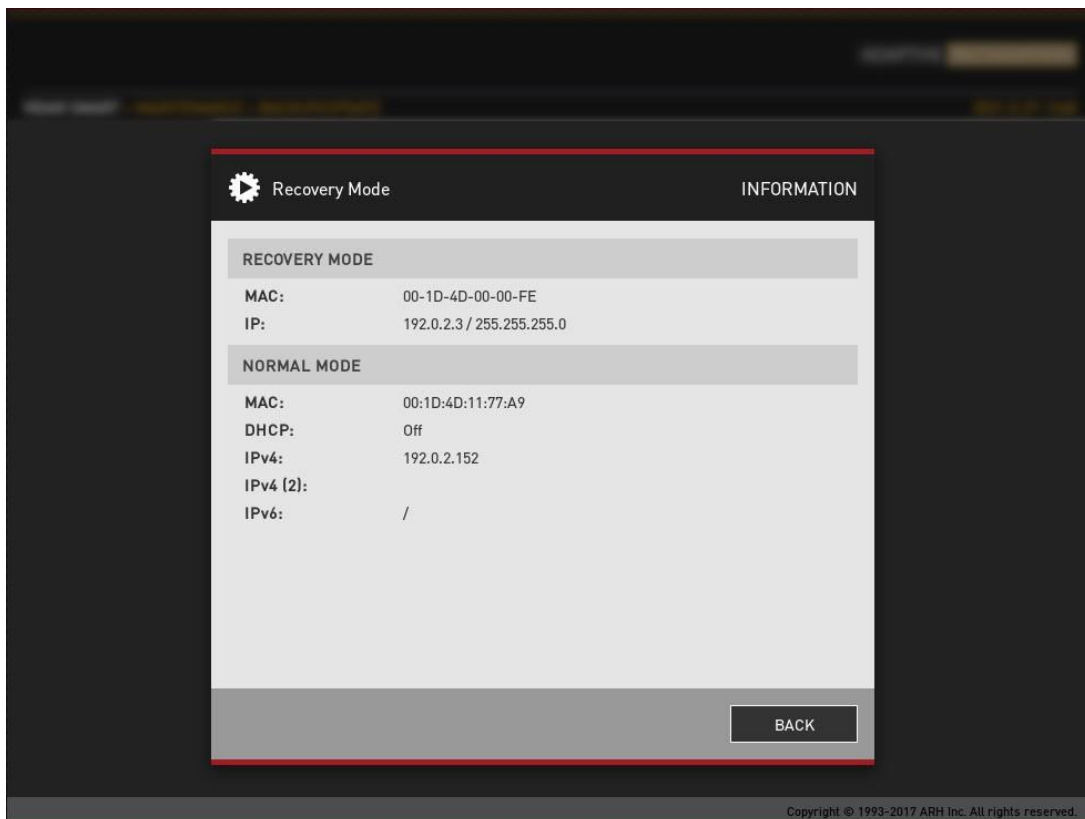 Recovery Mode
INFORMATION
RECOVERY MODE
MAC: 00-1D-4D-00-00-FE
IP: 192.0.2.3 / 255.255.255.0
NORMAL MODE
MAC: 00:1D:4D:11:77:A9
DHCP: Off
IPv4: 192.0.2.152
IPv4 (2):
IPv6: /
BACK
Copyright © 1993-2017 ARH Inc. All rights reserved.